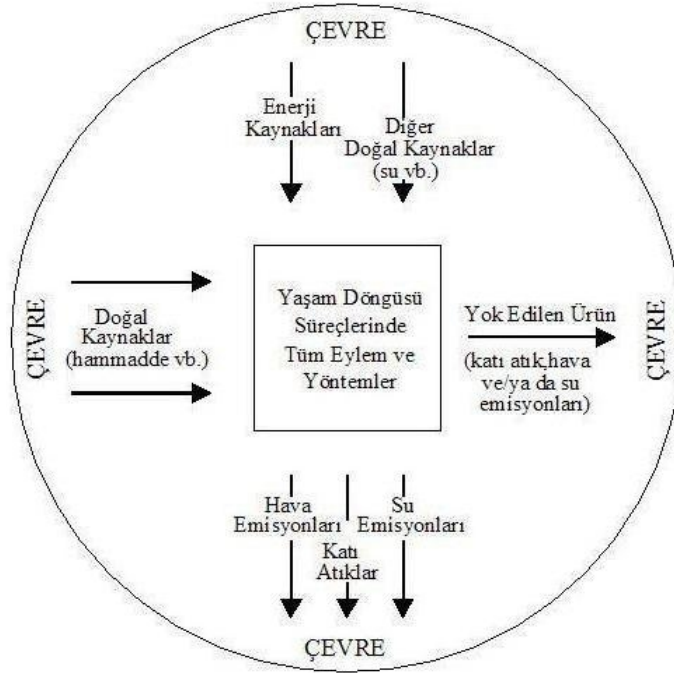 ÇEVRE
Enerji
Kaynakları
Diğer
Doğal Kaynaklar
(su vb.)
ÇEVRE
Doğal
Kaynaklar
(hammadde vb.)
Yaşam Döngüsü
Süreçlerinde
Tüm Eylem ve
Yöntemler
Yok Edilen Ürün
(katı atık,hava
ve/ya da su
emisyonları)
ÇEVRE
Hava
Emisyonları
Katı
Atıklar
Su
Emisyonları
ÇEVRE